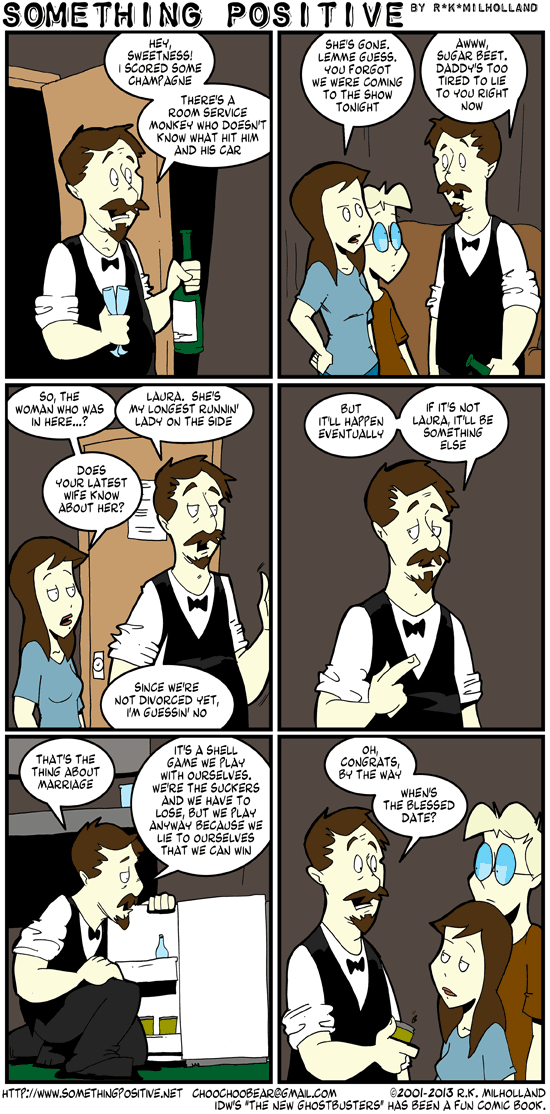 SOMETHING POSITIVE BY R*K*MILHOLLAND
HEY,
SWEETNESS!
I SCORED SOME
CHAMPAGNE
THERE'S A
ROOM SERVICE
MONKEY WHO DOESN'T
KNOW WHAT HIT HIM
AND HIS CAR
SHE'S GONE.
LEMME GUESS.
YOU FORGOT
WE WERE COMING
TO THE SHOW
TONIGHT
AWWW,
SUGAR BEET.
DADDY'S TOO
TIRED TO LIE
TO YOU RIGHT
NOW
SO, THE
WOMAN WHO WAS
IN HERE...?
LAURA. SHE'S
MY LONGEST RUNNIN'
LADY ON THE SIDE
DOES
YOUR LATEST
WIFE KNOW
ABOUT HER?
SINCE WE'RE
NOT DIVORCED YET,
I'M GUESSIN' NO
BUT
IT'LL HAPPEN
EVENTUALLY
IF IT'S NOT
LAURA, IT'LL BE
SOMETHING
ELSE
THAT'S THE
THING ABOUT
MARRIAGE
IT'S A SHELL
GAME WE PLAY
WITH OURSELVES.
WE'RE THE SUCKERS
AND WE HAVE TO
LOSE, BUT WE PLAY
ANYWAY BECAUSE WE
LIE TO OURSELVES
THAT WE CAN WIN
OH,
CONGRATS,
BY THE WAY
WHEN'S
THE BLESSED
DATE?
HTTP://WWW.SOMETHINGPOSITIVE.NET CHOOCHOOBEAR@GMAIL.COM ©2001-2013 R.K. MILHOLLAND
IDW'S "THE NEW GHOSTBUSTERS" HAS BEEN A FUN COMIC BOOK.